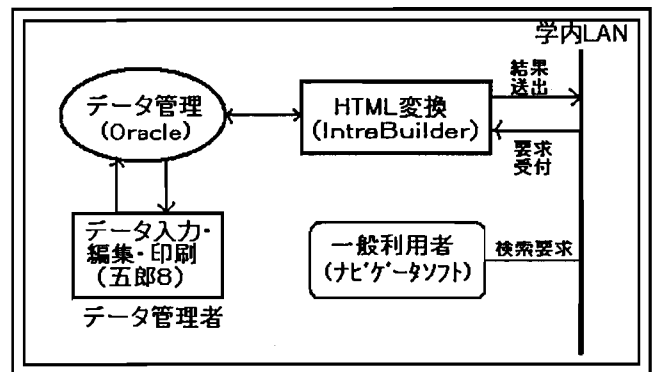 学内LAN
データ管理
(Oracle)
HTML変換
(IntraBuilder)
結果
送出
要求
受付
データ入力・
編集・印刷
(五郎8)
データ管理者
一般利用者
(ナビゲータソフト)
検索要求